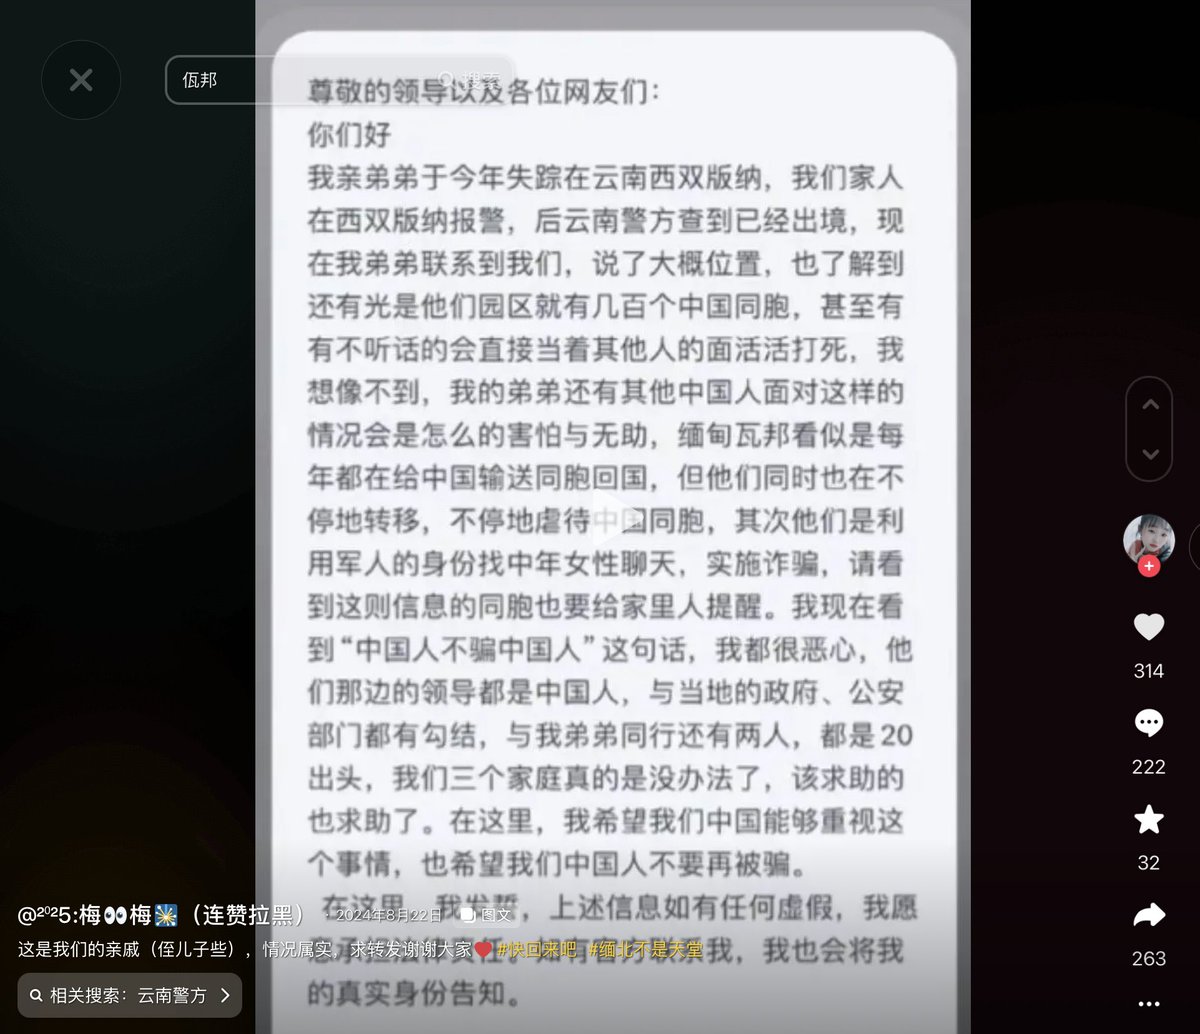 佤邦
搜索
尊敬的领导以及各位网友们：
你们好
我亲弟弟于今年失踪在云南西双版纳，我们家人
在西双版纳报警，后云南警方查到已经出境，现
在我弟弟联系到我们，说了大概位置，也了解到
还有光是他们园区就有几百个中国同胞，甚至有
有不听话的会直接当着其他人的面活活打死，我
想像不到，我的弟弟还有其他中国人面对这样的
情况会是怎么的害怕与无助，缅甸瓦邦看似是每
年都在给中国输送同胞回国，但他们同时也在不
停地转移，不停地虐待中国同胞，其次他们是利
用军人的身份找中年女性聊天，实施诈骗，请看
到这则信息的同胞也要给家里人提醒。我现在看
到“中国人不骗中国人”这句话，我都很恶心，他
们那边的领导都是中国人，与当地的政府、公安
部门都有勾结，与我弟弟同行还有两人，都是20
出头，我们三个家庭真的是没办法了，该求助的
也求助了。在这里，我希望我们中国能够重视这
个事情，也希望我们中国人不要再被骗。
在这里，我发誓，上述信息如有任何虚假，我愿
意承担法律责任。如有官方联系我，我也会将我
的真实身份告知。
@²⁰²5:梅👀梅🎇（连赞拉黑） · 2024年8月22日 图文
这是我们的亲戚（侄儿子些），情况属实，求转发谢谢大家❤️ #快回来吧 #缅北不是天堂
相关搜索：云南警方
314
222
32
263